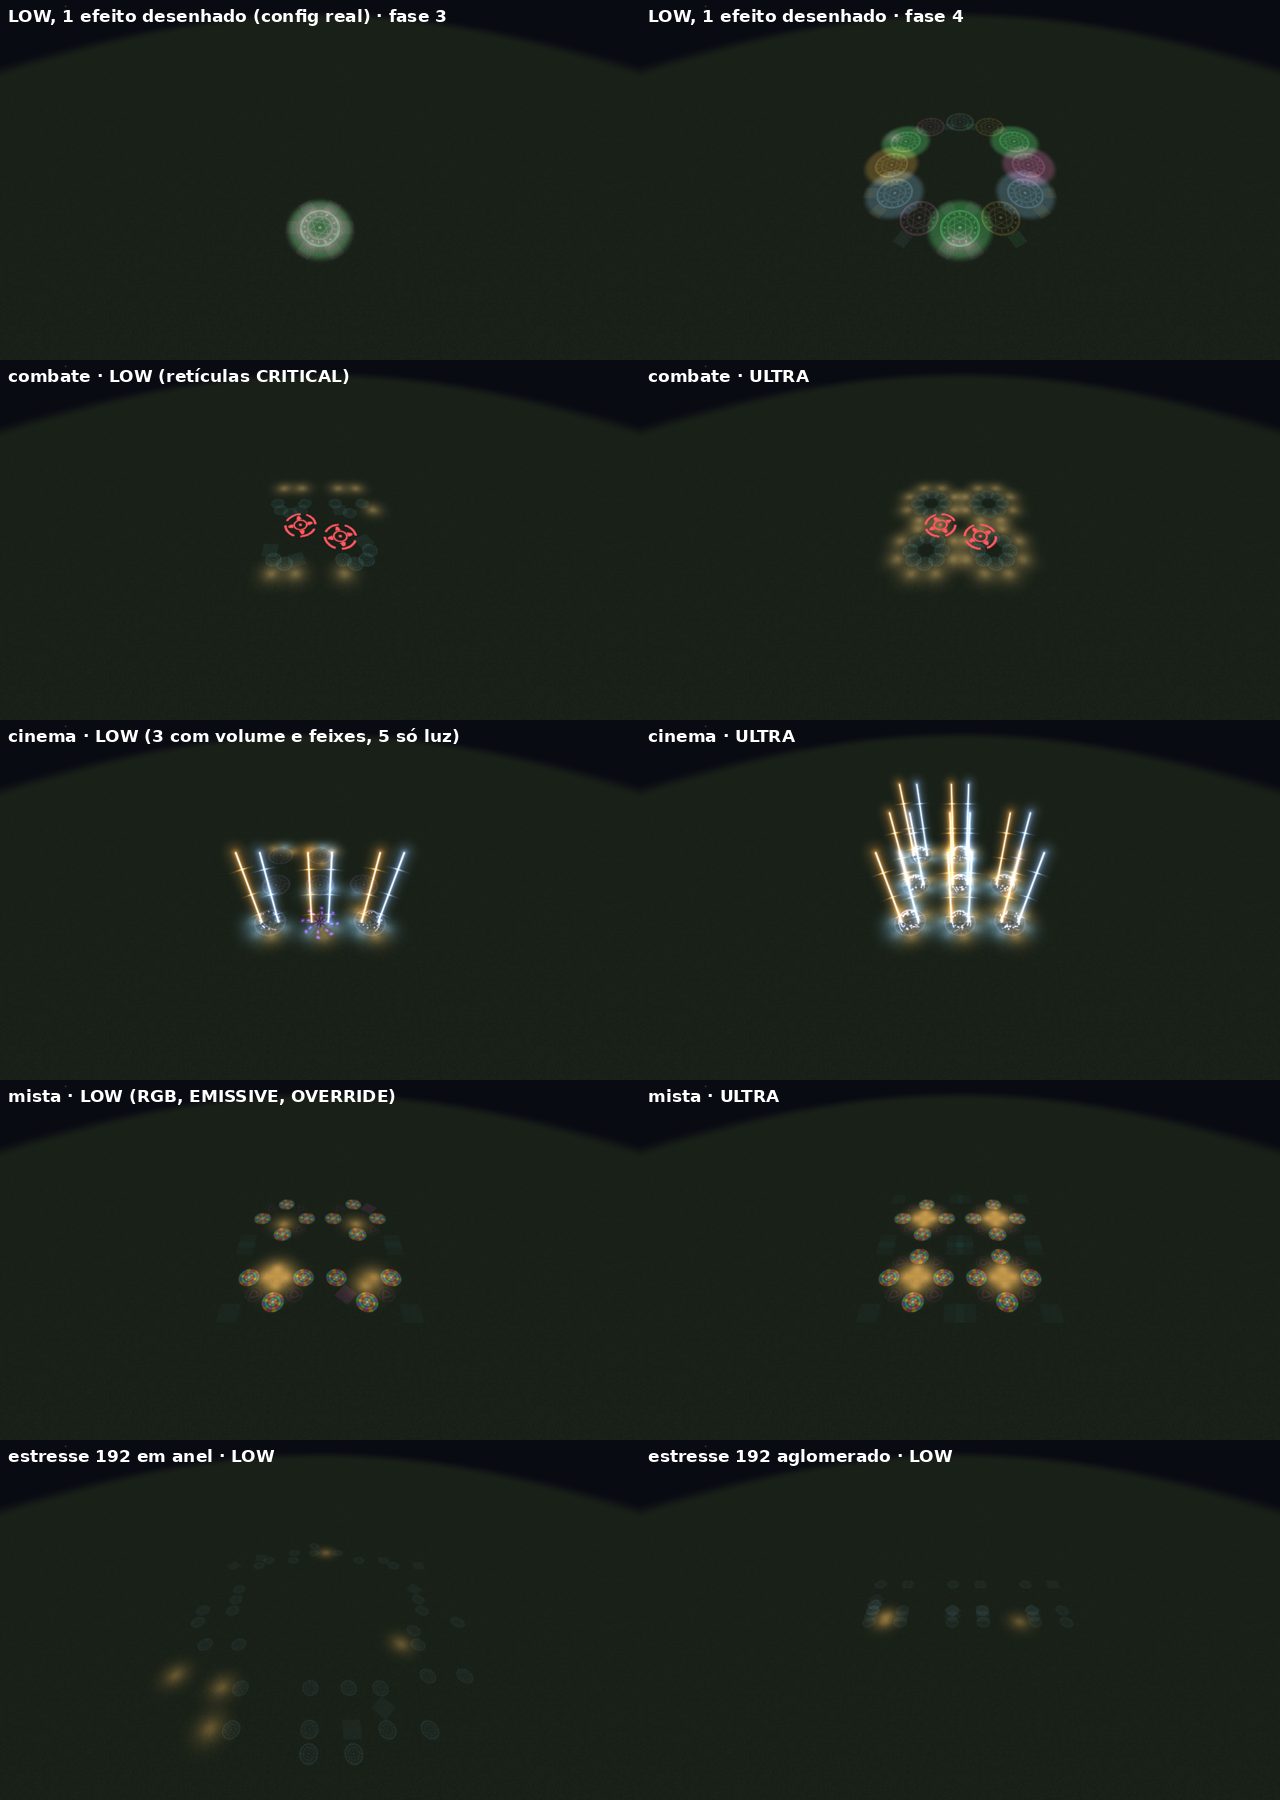 LOW, 1 efeito desenhado (config real) · fase 3
LOW, 1 efeito desenhado · fase 4
combate · LOW (retículas CRITICAL)
combate · ULTRA
cinema · LOW (3 com volume e feixes, 5 só luz)
cinema · ULTRA
mista · LOW (RGB, EMISSIVE, OVERRIDE)
mista · ULTRA
estresse 192 em anel · LOW
estresse 192 aglomerado · LOW